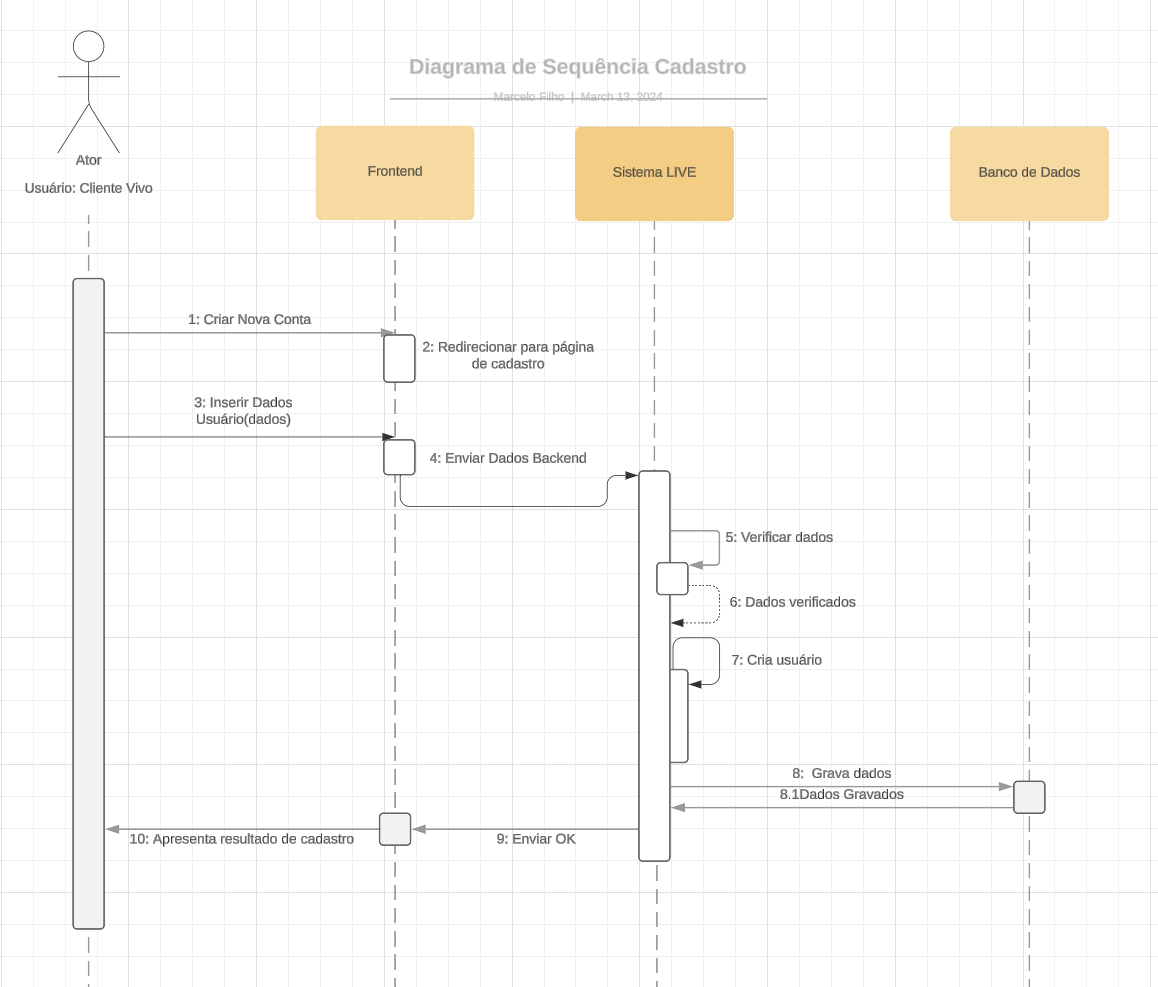 Diagrama de Sequência Cadastro
Marcelo Filho | March 13, 2024
Ator
Usuário: Cliente Vivo
Frontend
Sistema LIVE
Banco de Dados
1: Criar Nova Conta
2: Redirecionar para página
de cadastro
3: Inserir Dados
Usuário(dados)
4: Enviar Dados Backend
5: Verificar dados
6: Dados verificados
7: Cria usuário
8: Grava dados
8.1Dados Gravados
9: Enviar OK
10: Apresenta resultado de cadastro